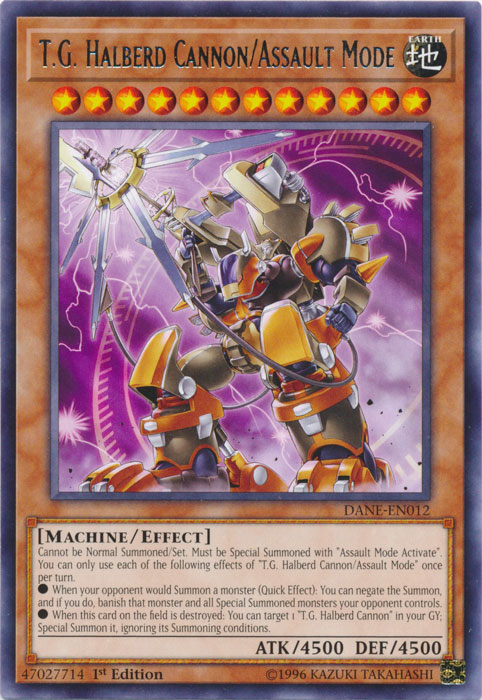 T.G. Halberd Cannon/Assault Mode
EARTH
地
DANE-EN012
[Machine/Effect]
Cannot be Normal Summoned/Set. Must be Special Summoned with "Assault Mode Activate".
You can only use each of the following effects of "T.G. Halberd Cannon/Assault Mode" once
per turn.
● When your opponent would Summon a monster (Quick Effect): You can negate the Summon,
and if you do, banish that monster and all Special Summoned monsters your opponent controls.
● When this card on the field is destroyed: You can target 1 "T.G. Halberd Cannon" in your GY;
Special Summon it, ignoring its Summoning conditions.
ATK/4500 DEF/4500
47027714 1st Edition ©1996 KAZUKI TAKAHASHI